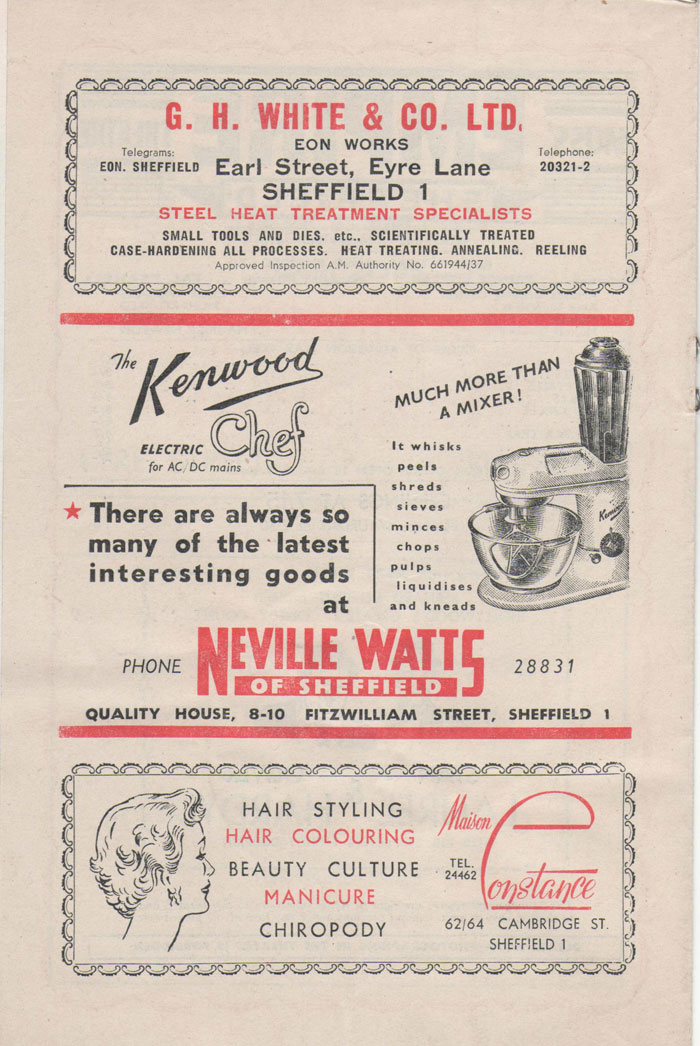 G. H. WHITE & CO. LTD.
EON WORKS
Telegrams:
EON. SHEFFIELD
Earl Street, Eyre Lane
Telephone:
20321-2
SHEFFIELD 1
STEEL HEAT TREATMENT SPECIALISTS
SMALL TOOLS AND DIES. etc., SCIENTIFICALLY TREATED
CASE-HARDENING ALL PROCESSES. HEAT TREATING. ANNEALING. REELING
Approved Inspection A.M. Authority No. 661944/37
The Kenwood
ELECTRIC Chef
for AC/DC mains
MUCH MORE THAN
A MIXER!
It whisks
peels
shreds
sieves
minces
chops
pulps
liquidises
and kneads
Kenwood
★ There are always so
many of the latest
interesting goods
at
PHONE NEVILLE WATTS 28831
OF SHEFFIELD
QUALITY HOUSE, 8-10 FITZWILLIAM STREET, SHEFFIELD 1
HAIR STYLING
HAIR COLOURING
BEAUTY CULTURE
MANICURE
CHIROPODY
Maison
Constance
TEL.
24462
62/64 CAMBRIDGE ST.
SHEFFIELD 1